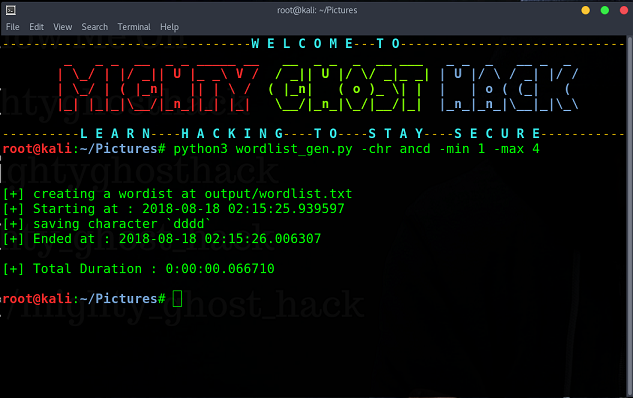 root@kali: ~/Pictures
File Edit View Search Terminal Help
W E L C O M E---T O
MIGHTY GHOST HACK
L E A R N----H A C K I N G----T O----S T A Y----S E C U R E
root@kali:~/Pictures# python3 wordlist_gen.py -chr ancd -min 1 -max 4
[+] creating a wordist at output/wordlist.txt
[+] Starting at : 2018-08-18 02:15:25.939597
[+] saving character `dddd`
[+] Ended at : 2018-08-18 02:15:26.006307
[+] Total Duration : 0:00:00.066710
root@kali:~/Pictures#
/mighty_ghost_hack